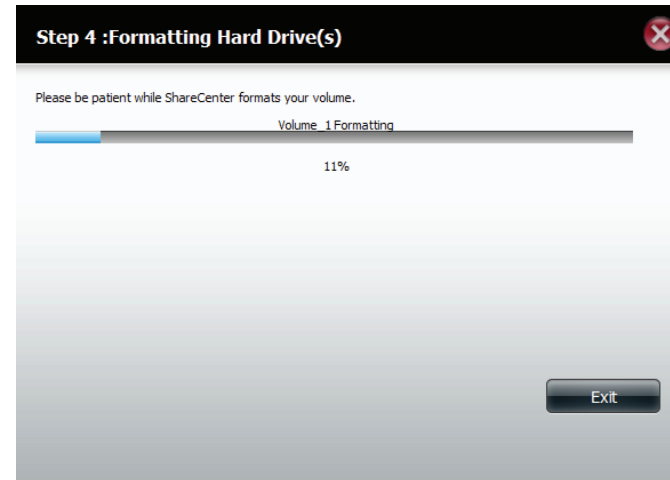 Step 4 :Formatting Hard Drive(s)
Please be patient while ShareCenter formats your volume.
Volume_1 Formatting
11%
Exit